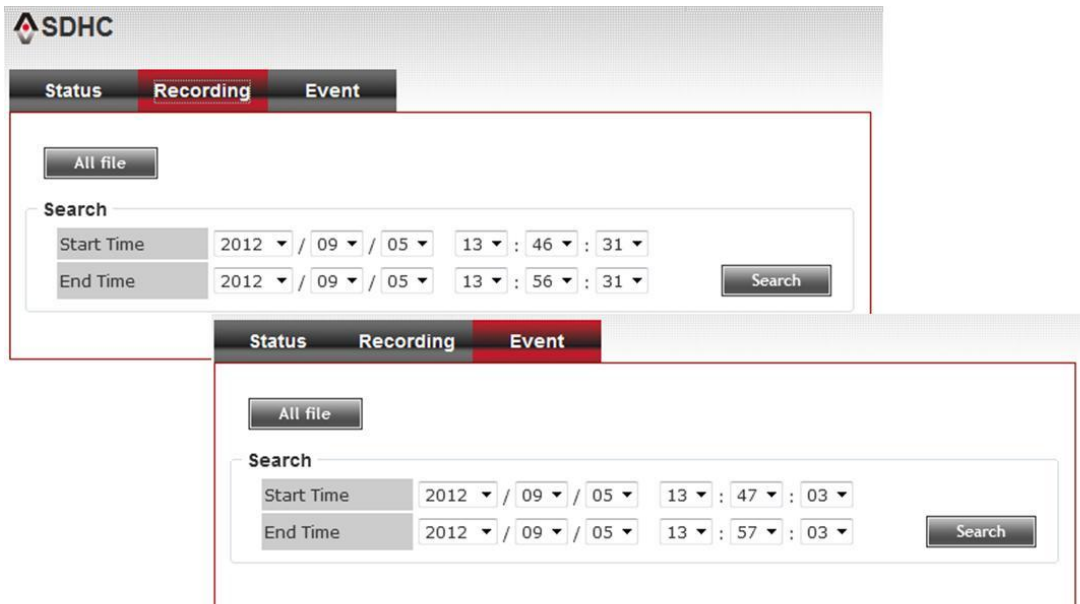 SDHC
Status Recording Event
All file
Search
Start Time 2012 / 09 / 05 13 : 46 : 31
End Time 2012 / 09 / 05 13 : 56 : 31 Search
Status Recording Event
All file
Search
Start Time 2012 / 09 / 05 13 : 47 : 03
End Time 2012 / 09 / 05 13 : 57 : 03 Search